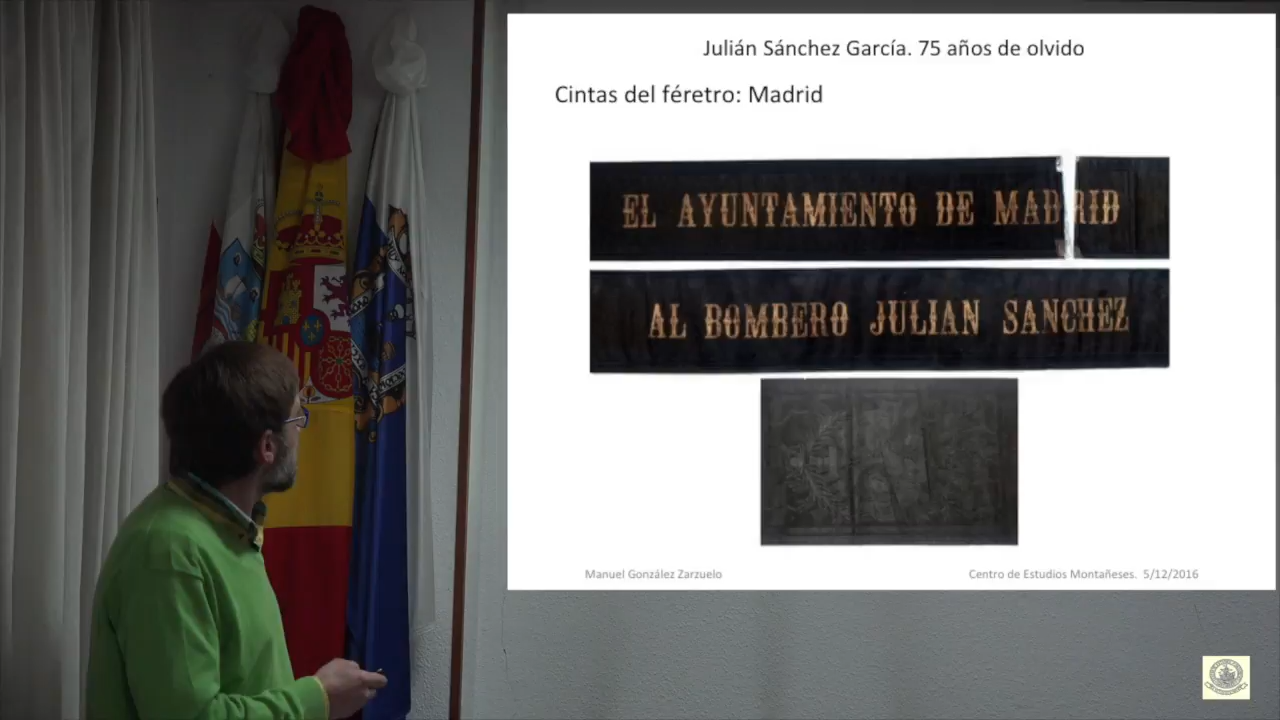 Julián Sánchez García. 75 años de olvido
Cintas del féretro: Madrid
EL AYUNTAMIENTO DE MADRID
AL BOMBERO JULIAN SANCHEZ
Manuel González Zarzuelo
Centro de Estudios Montañeses. 5/12/2016